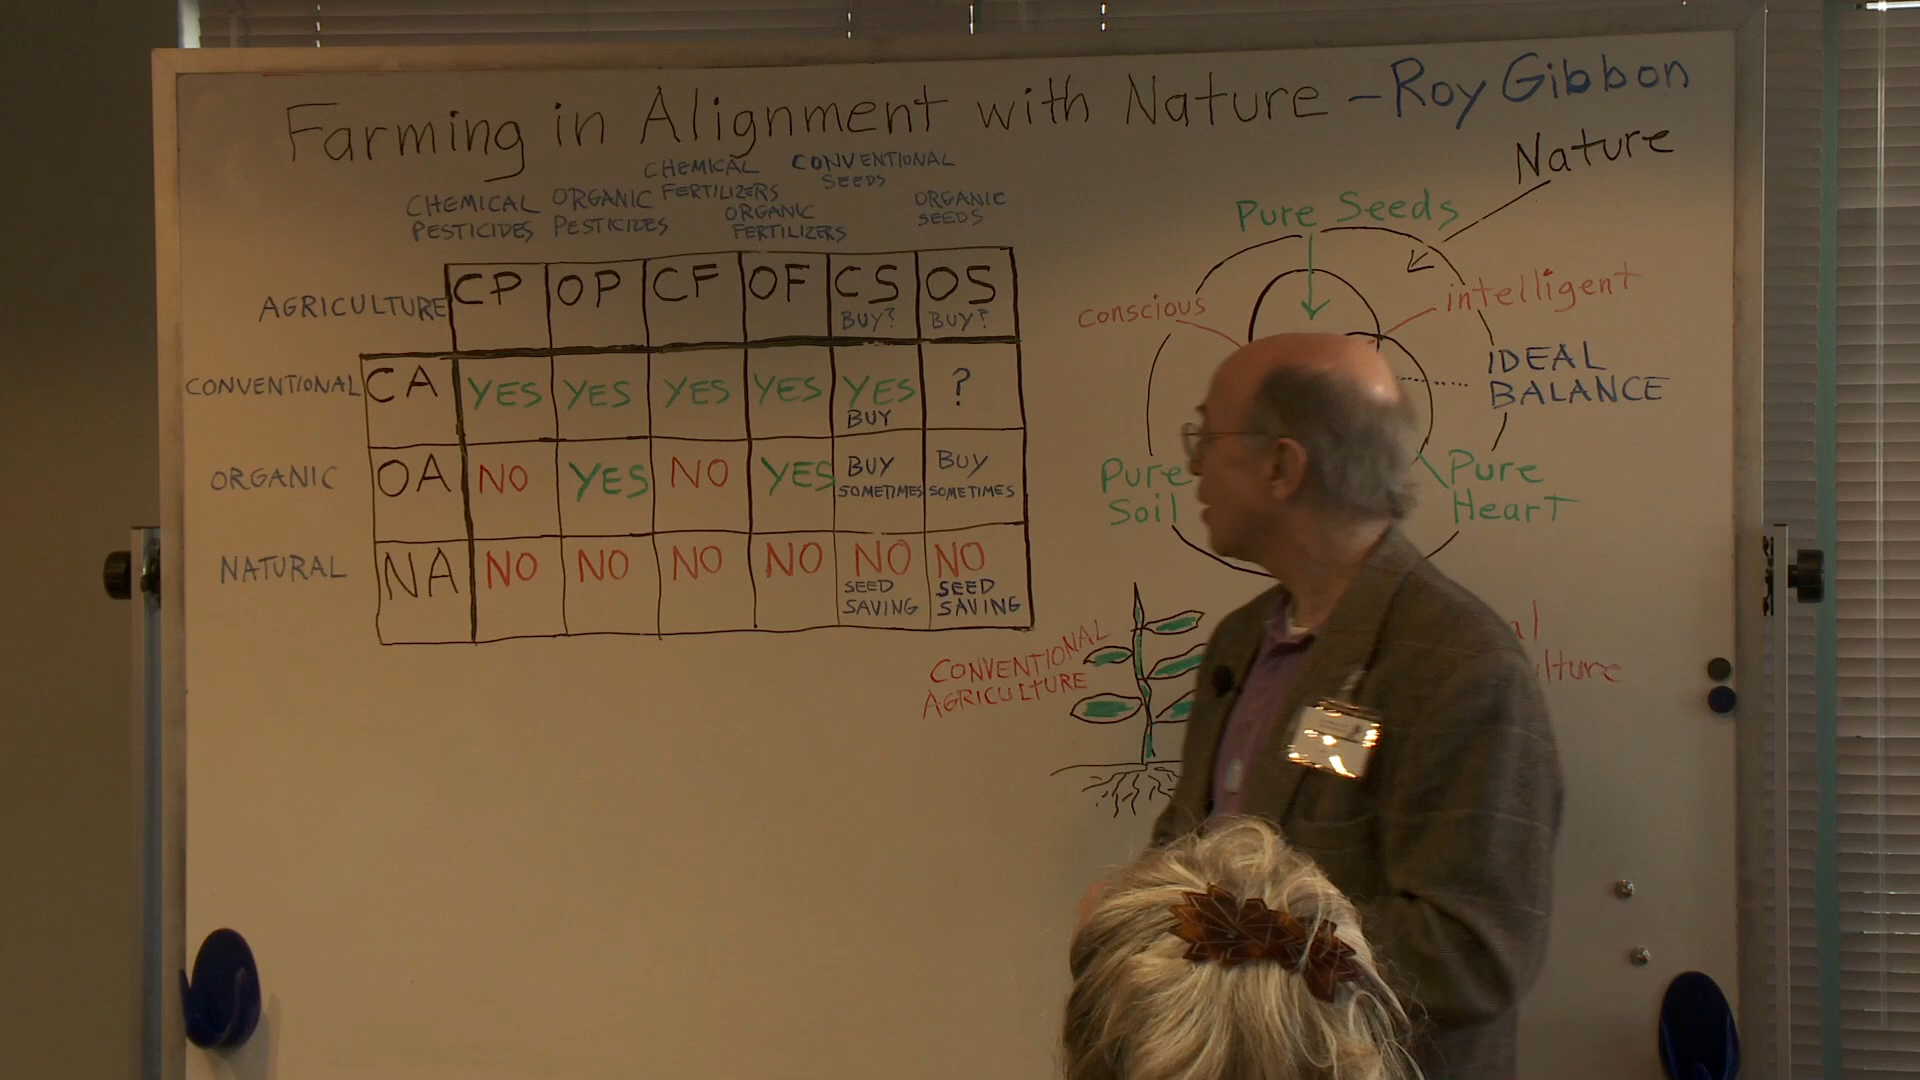 Farming in Alignment with Nature - Roy Gibbon
CHEMICAL
PESTICIDES
ORGANIC
PESTICIZES
CHEMICAL
FERTILIZERS
ORGANIC
FERTILIZERS
CONVENTIONAL
SEEDS
ORGANIC
SEEDS
AGRICULTURE CP OP CF OF CS OS
BUY? BUY?
CONVENTIONAL CA YES YES YES YES YES ?
BUY
ORGANIC OA NO YES NO YES BUY BUY
SOMETIMES SOMETIMES
NATURAL NA NO NO NO NO NO NO
SEED SEED
SAVING SAVING
Nature
Pure Seeds
conscious
intelligent
IDEAL
BALANCE
Pure
Soil
Pure
Heart
CONVENTIONAL
AGRICULTURE